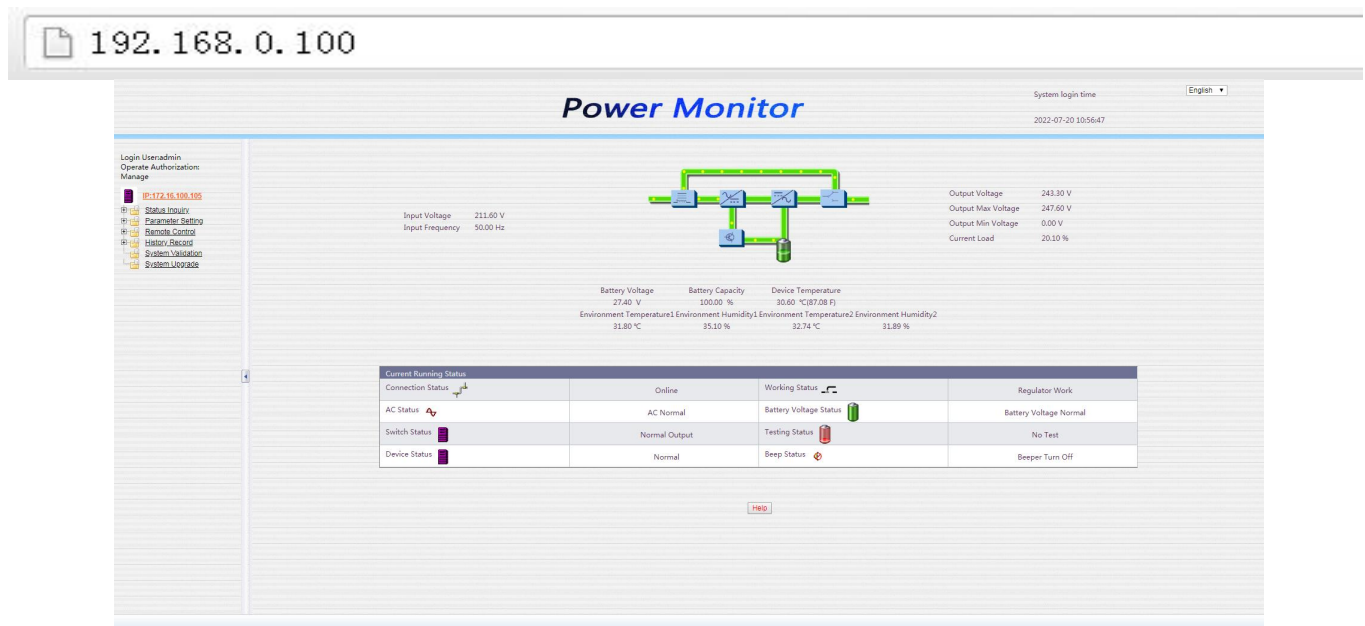 192.168.0.100
Power Monitor
System login time
English
2022-07-20 10:56:47
Login User:admin
Operate Authorization:
Manage
IP:172.16.100.105
Status Inquiry
Parameter Setting
Remote Control
History Record
System Validation
System Upgrade
Input Voltage 211.60 V
Input Frequency 50.00 Hz
Output Voltage 243.30 V
Output Max Voltage 247.60 V
Output Min Voltage 0.00 V
Current Load 20.10 %
Battery Voltage Battery Capacity Device Temperature
27.40 V 100.00 % 30.60 ℃(87.08 F)
Environment Temperature1 Environment Humidity1 Environment Temperature2 Environment Humidity2
31.80 ℃ 35.10 % 32.74 ℃ 31.89 %
Current Running Status
Connection Status Online Working Status Regulator Work
AC Status AC Normal Battery Voltage Status Battery Voltage Normal
Switch Status Normal Output Testing Status No Test
Device Status Normal Beep Status Beeper Turn Off
Help